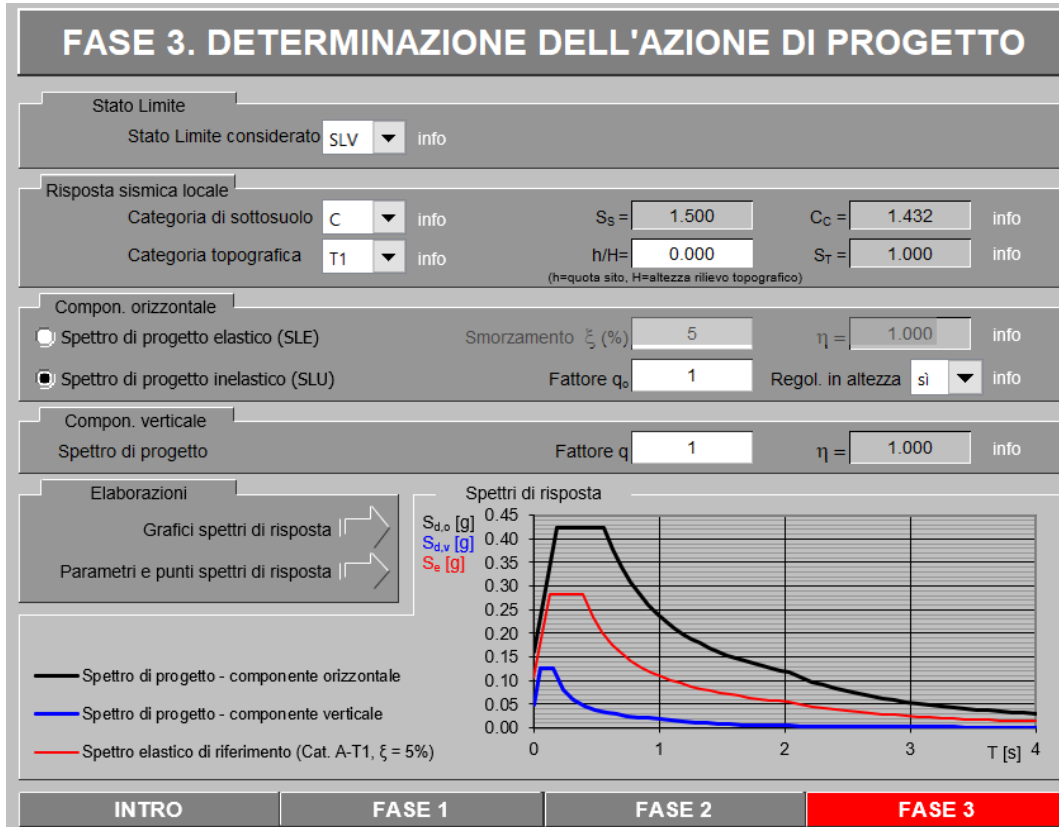 FASE 3. DETERMINAZIONE DELL'AZIONE DI PROGETTO
Stato Limite
Stato Limite considerato SLV info
Risposta sismica locale
Categoria di sottosuolo C info S_S = 1.500 C_C = 1.432 info
Categoria topografica T1 info h/H= 0.000 S_T = 1.000 info
(h=quota sito, H=altezza rilievo topografico)
Compon. orizzontale
Spettro di progetto elastico (SLE) Smorzamento ξ (%) 5 η = 1.000 info
Spettro di progetto inelastico (SLU) Fattore q_o 1 Regol. in altezza sì info
Compon. verticale
Spettro di progetto Fattore q 1 η = 1.000 info
Elaborazioni
Grafici spettri di risposta
Parametri e punti spettri di risposta
Spettri di risposta
S_d,o [g]
S_d,v [g]
S_e [g]
0.45
0.40
0.35
0.30
0.25
0.20
0.15
0.10
0.05
0.00
0 1 2 3 T [s] 4
Spettro di progetto - componente orizzontale
Spettro di progetto - componente verticale
Spettro elastico di riferimento (Cat. A-T1, ξ = 5%)
INTRO FASE 1 FASE 2 FASE 3